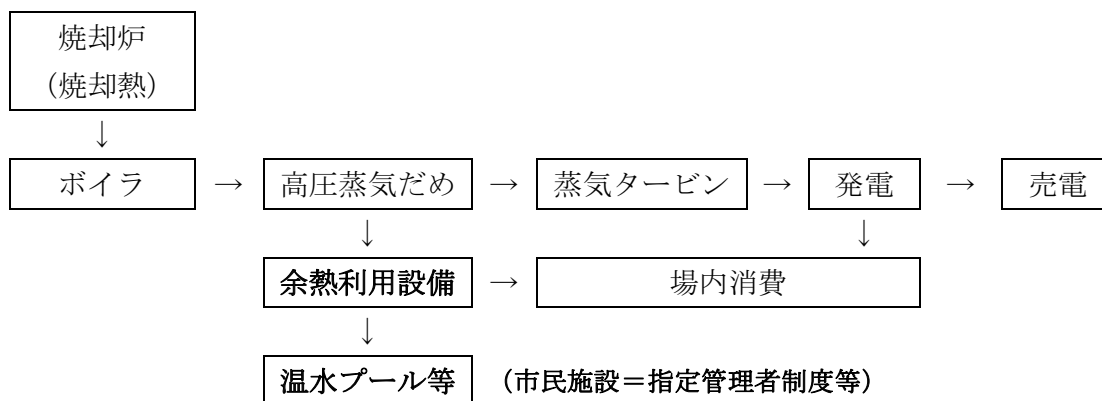 焼却炉
（焼却熱）
↓
ボイラ → 高圧蒸気だめ → 蒸気タービン → 発電 → 売電
↓ ↓
余熱利用設備 → 場内消費
↓
温水プール等 （市民施設＝指定管理者制度等）